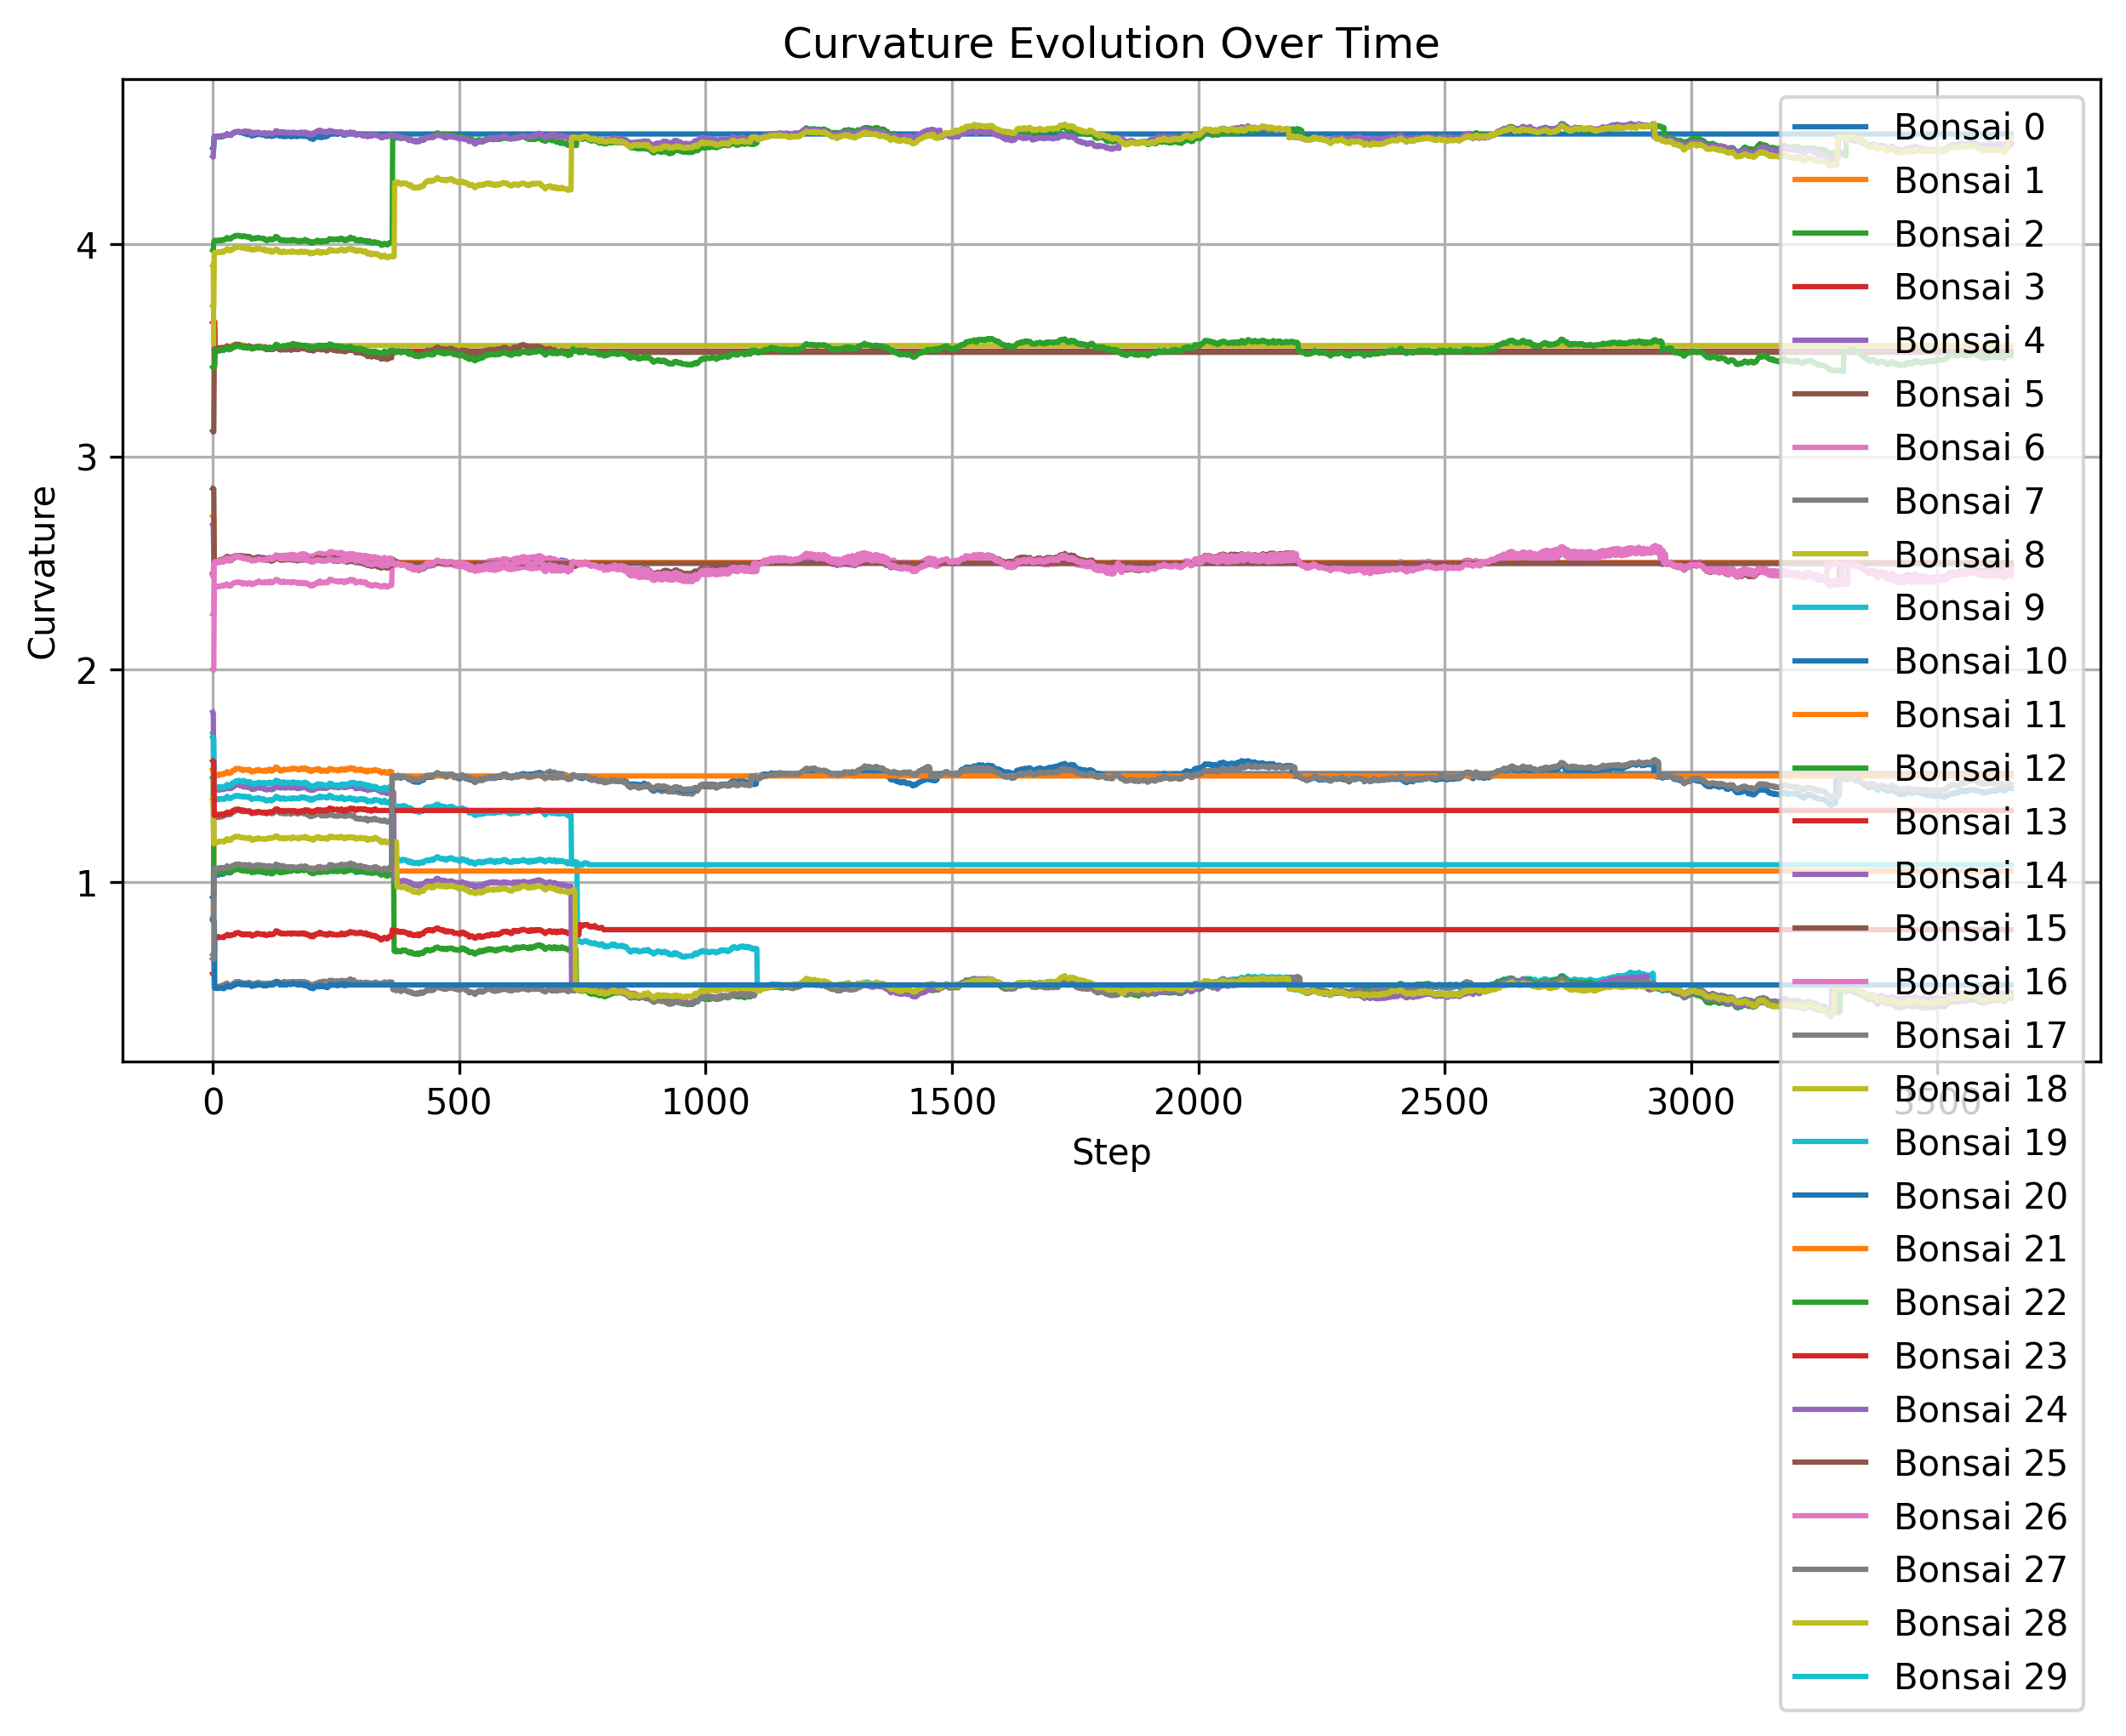 Curvature Evolution Over Time
Curvature
4
3
2
1
0
500
1000
1500
2000
2500
3000
3500
Step
Bonsai 0
Bonsai 1
Bonsai 2
Bonsai 3
Bonsai 4
Bonsai 5
Bonsai 6
Bonsai 7
Bonsai 8
Bonsai 9
Bonsai 10
Bonsai 11
Bonsai 12
Bonsai 13
Bonsai 14
Bonsai 15
Bonsai 16
Bonsai 17
Bonsai 18
Bonsai 19
Bonsai 20
Bonsai 21
Bonsai 22
Bonsai 23
Bonsai 24
Bonsai 25
Bonsai 26
Bonsai 27
Bonsai 28
Bonsai 29